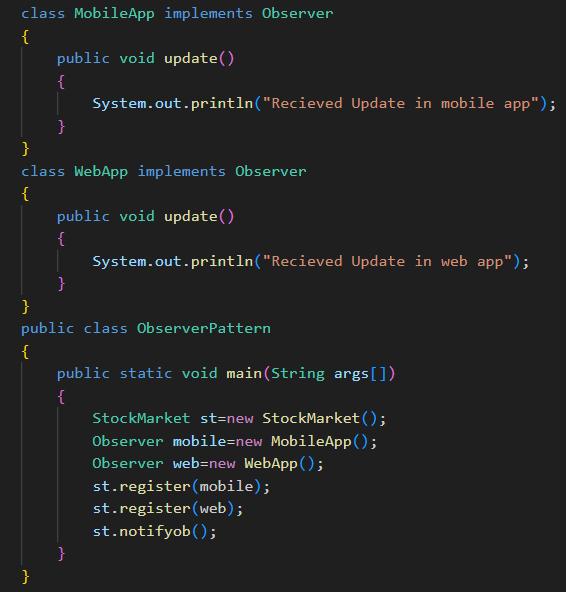 class MobileApp implements Observer
{
    public void update()
    {
        System.out.println("Recieved Update in mobile app");
    }
}
class WebApp implements Observer
{
    public void update()
    {
        System.out.println("Recieved Update in web app");
    }
}
public class ObserverPattern
{
    public static void main(String args[])
    {
        StockMarket st=new StockMarket();
        Observer mobile=new MobileApp();
        Observer web=new WebApp();
        st.register(mobile);
        st.register(web);
        st.notifyob();
    }
}